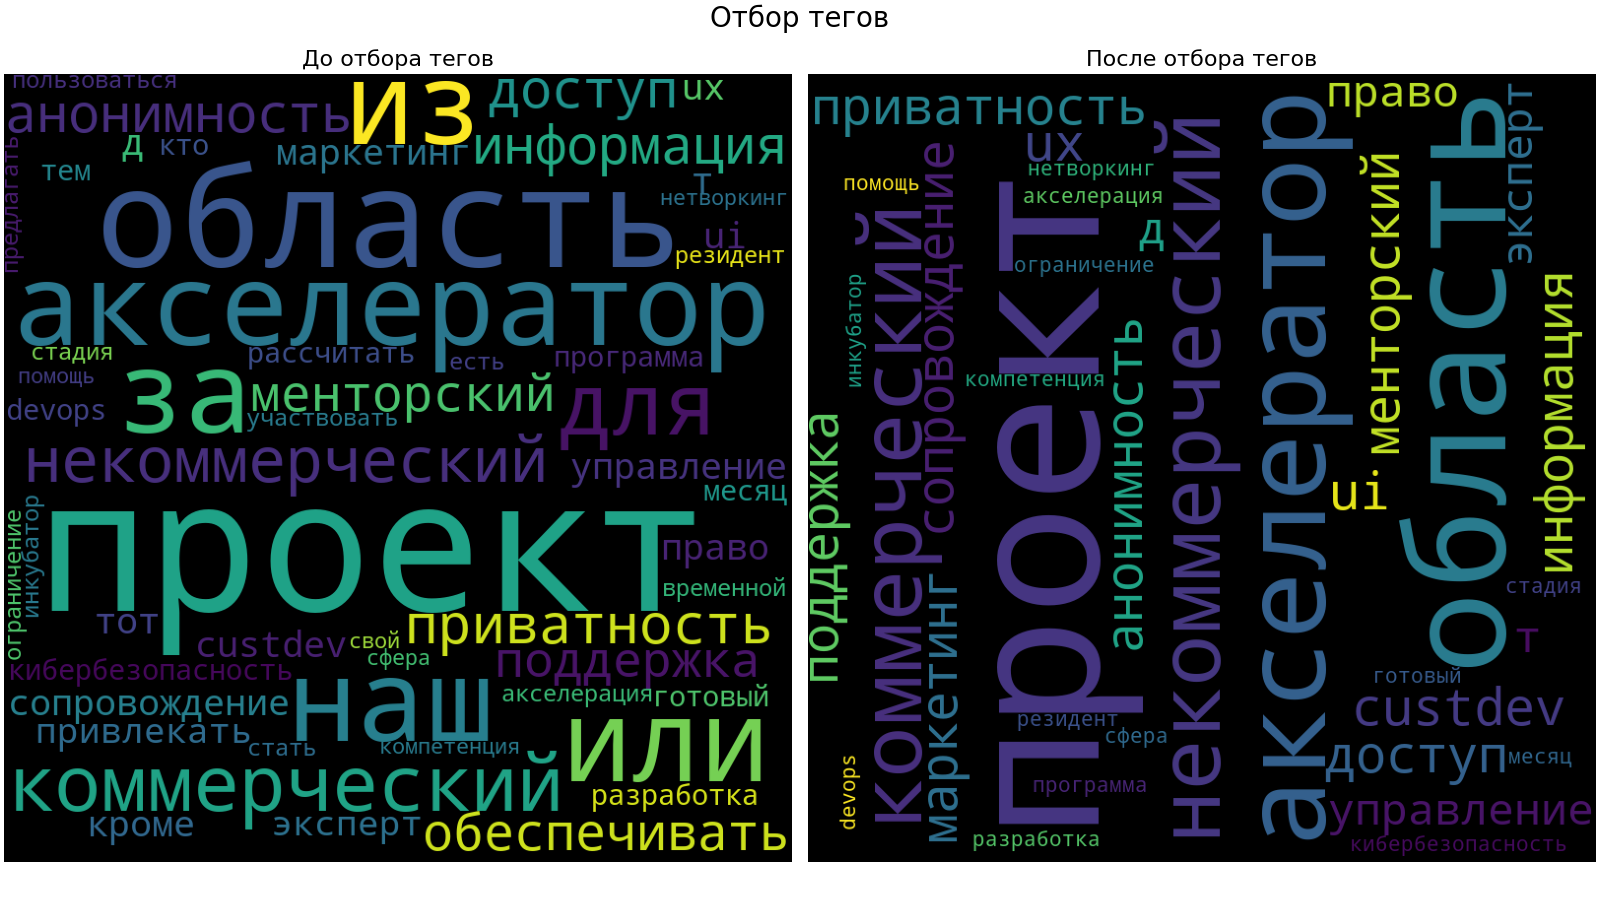 Отбор тегов
До отбора тегов
пользоваться
из
доступ
ux
анонимность
информация
д
кто
маркетинг
тем
предлагать
область
т
нетворкинг
ui
резидент
акселератор
стадия
рассчитать
есть
программа
помощь
за
менторский
для
devops
участвовать
некоммерческий
управление
месяц
ограничение
инкубатор
проект
право
временной
тот
custdev
свой
приватность
сфера
поддержка
кибербезопасность
наш
акселерация
готовый
сопровождение
привлекать
стать
компетенция
или
коммерческий
разработка
кроме
эксперт
обеспечивать
После отбора тегов
приватность
право
эксперт
ux
нетворкинг
помощь
акселерация
сопровождение
менторский
д
ограничение
инкубатор
коммерческий
проект
некоммерческий
акселератор
область
компетенция
анонимность
информация
поддержка
ui
маркетинг
стадия
т
готовый
custdev
резидент
сфера
доступ
месяц
devops
программа
управление
разработка
кибербезопасность